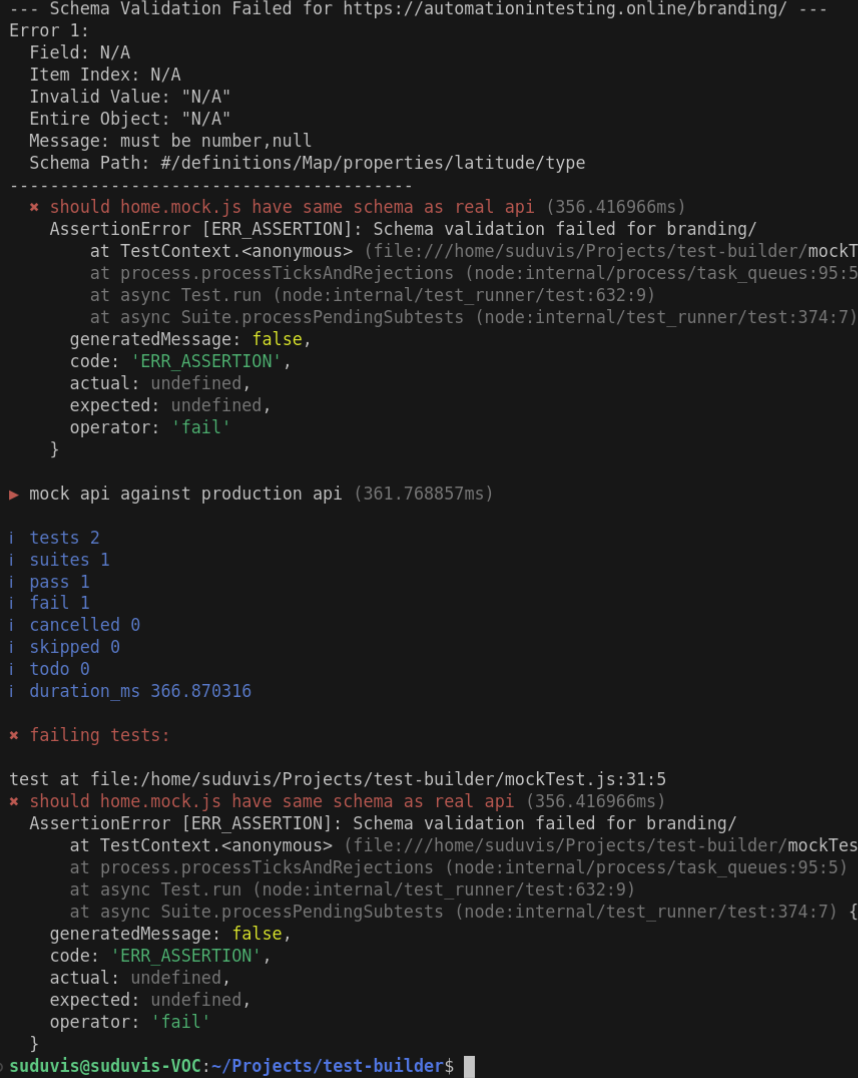 --- Schema Validation Failed for https://automationintesting.online/branding/ ---
Error 1:
  Field: N/A
  Item Index: N/A
  Invalid Value: "N/A"
  Entire Object: "N/A"
  Message: must be number,null
  Schema Path: #/definitions/Map/properties/latitude/type
----------------------------------------
  ✖ should home.mock.js have same schema as real api (356.416966ms)
    AssertionError [ERR_ASSERTION]: Schema validation failed for branding/
        at TestContext.<anonymous> (file:///home/suduvis/Projects/test-builder/mockT
        at process.processTicksAndRejections (node:internal/process/task_queues:95:5
        at async Test.run (node:internal/test_runner/test:632:9)
        at async Suite.processPendingSubtests (node:internal/test_runner/test:374:7)
      generatedMessage: false,
      code: 'ERR_ASSERTION',
      actual: undefined,
      expected: undefined,
      operator: 'fail'
    }
▶ mock api against production api (361.768857ms)
ℹ tests 2
ℹ suites 1
ℹ pass 1
ℹ fail 1
ℹ cancelled 0
ℹ skipped 0
ℹ todo 0
ℹ duration_ms 366.870316
✖ failing tests:
test at file:/home/suduvis/Projects/test-builder/mockTest.js:31:5
✖ should home.mock.js have same schema as real api (356.416966ms)
  AssertionError [ERR_ASSERTION]: Schema validation failed for branding/
      at TestContext.<anonymous> (file:///home/suduvis/Projects/test-builder/mockTes
      at process.processTicksAndRejections (node:internal/process/task_queues:95:5)
      at async Test.run (node:internal/test_runner/test:632:9)
      at async Suite.processPendingSubtests (node:internal/test_runner/test:374:7) {
    generatedMessage: false,
    code: 'ERR_ASSERTION',
    actual: undefined,
    expected: undefined,
    operator: 'fail'
  }
suduvis@suduvis-VOC:~/Projects/test-builder$